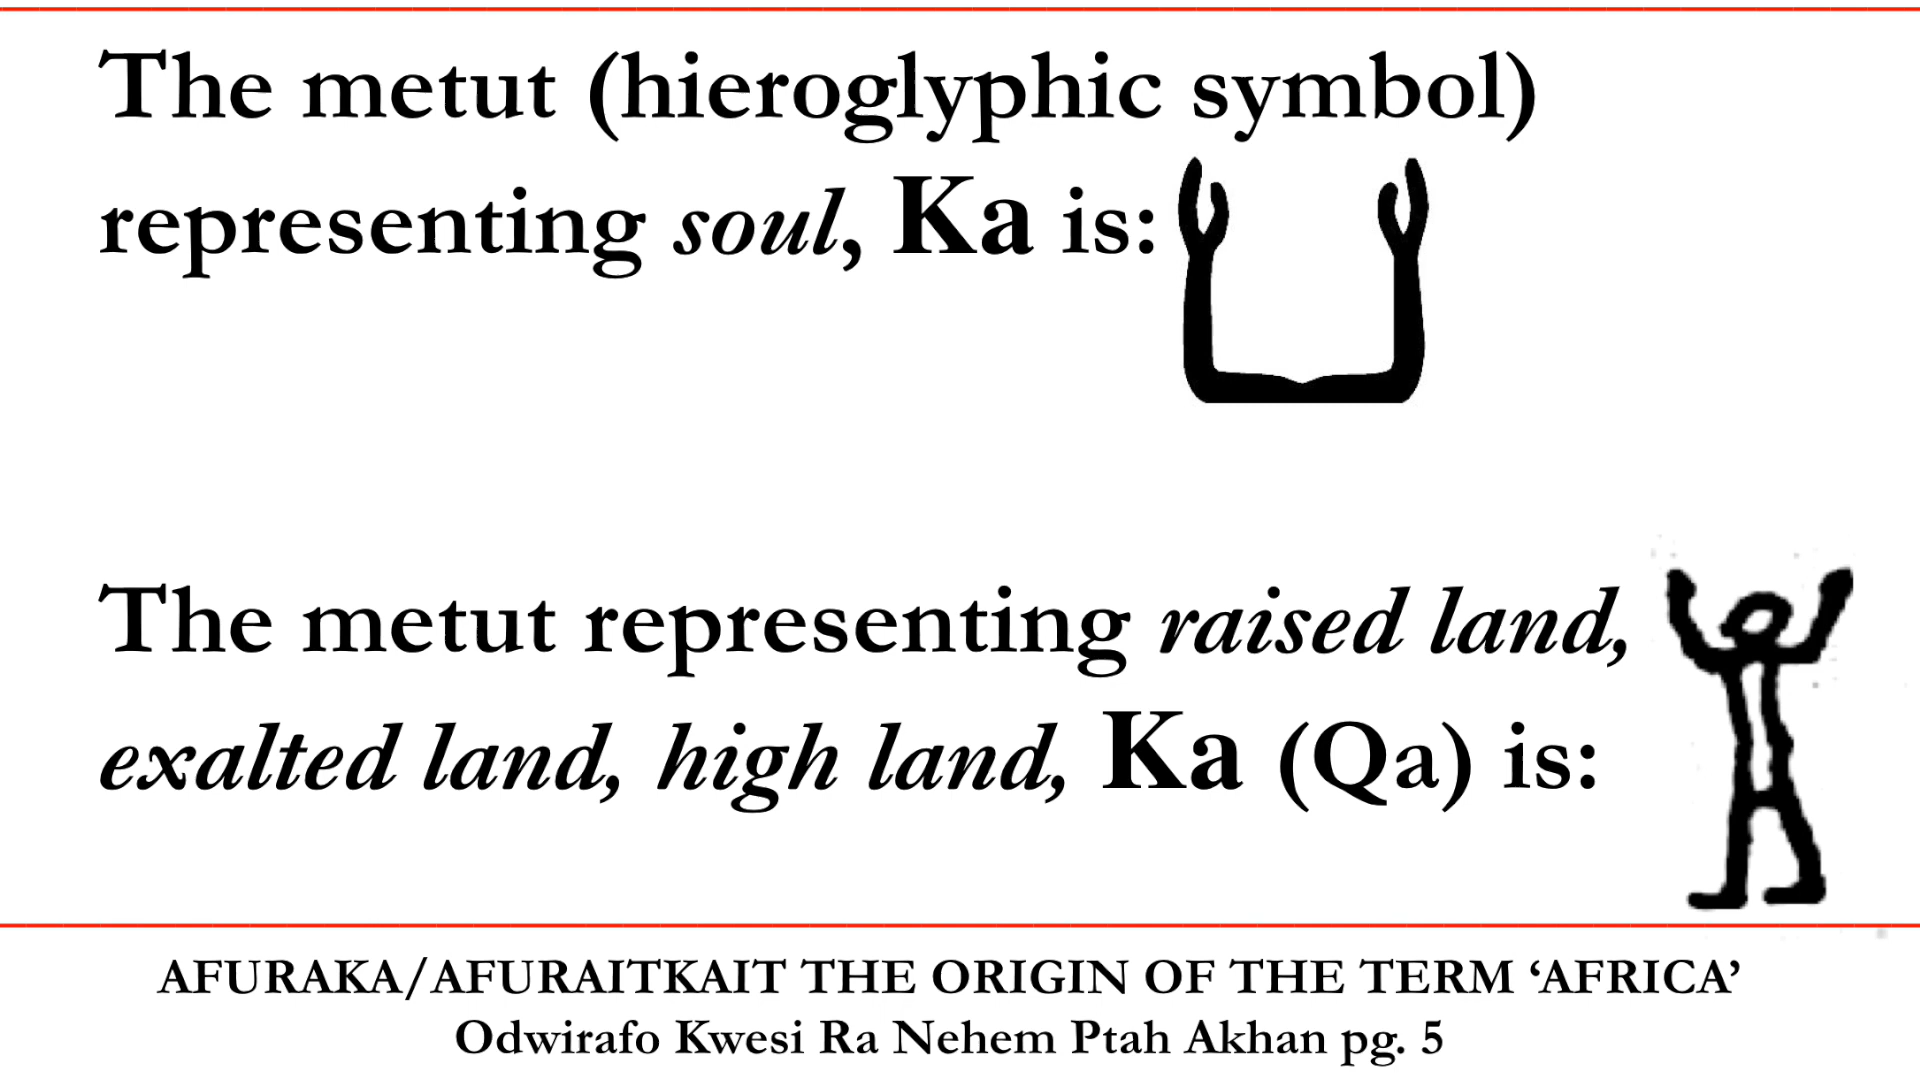 The metut (hieroglyphic symbol)
representing soul, Ka is:
The metut representing raised land,
exalted land, high land, Ka (Qa) is:
AFURAKA/AFURAITKAIT THE ORIGIN OF THE TERM ‘AFRICA’
Odwirafo Kwesi Ra Nehem Ptah Akhan pg. 5